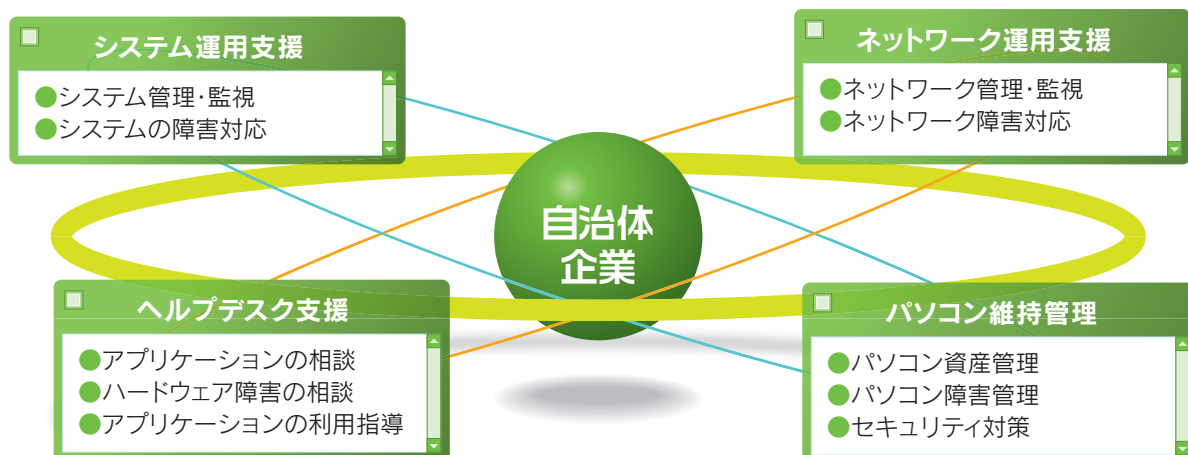 システム運用支援
●システム管理・監視
●システムの障害対応
ネットワーク運用支援
●ネットワーク管理・監視
●ネットワーク障害対応
自治体
企業
ヘルプデスク支援
●アプリケーションの相談
●ハードウェア障害の相談
●アプリケーションの利用指導
パソコン維持管理
●パソコン資産管理
●パソコン障害管理
●セキュリティ対策